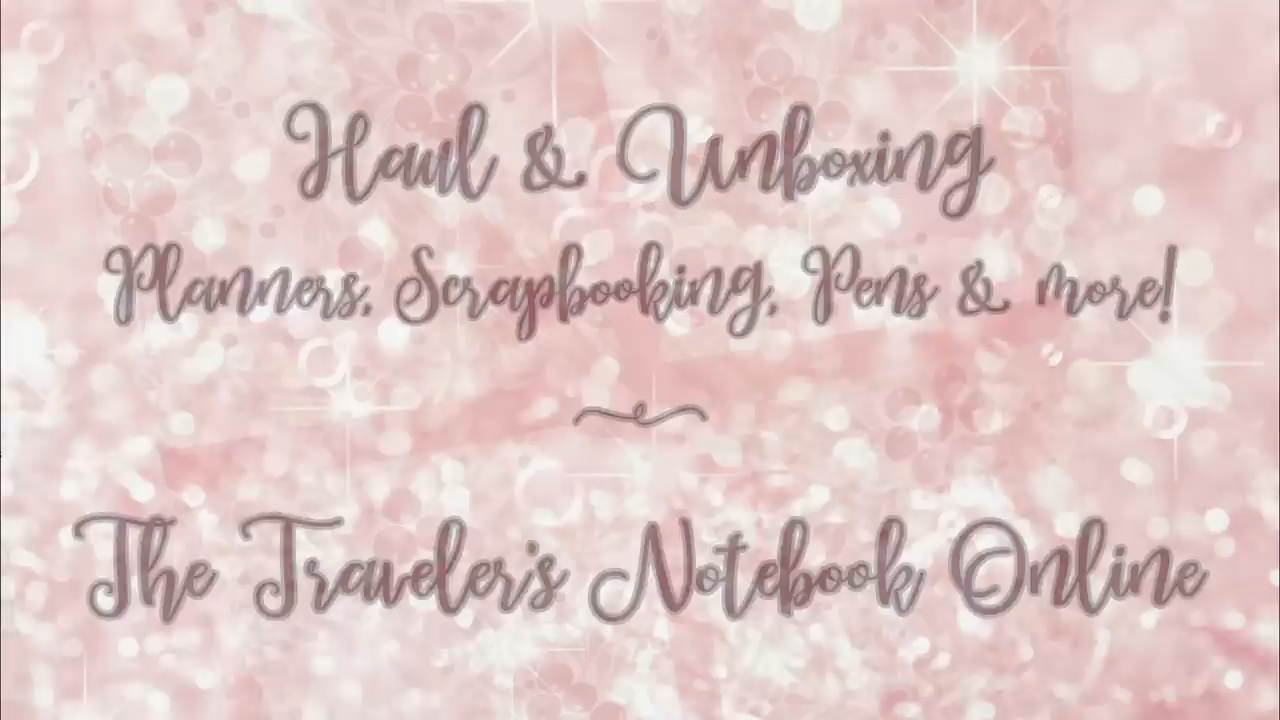 Haul & Unboxing
Planners, Scrapbooking, Pens & more!
The Traveler's Notebook Online